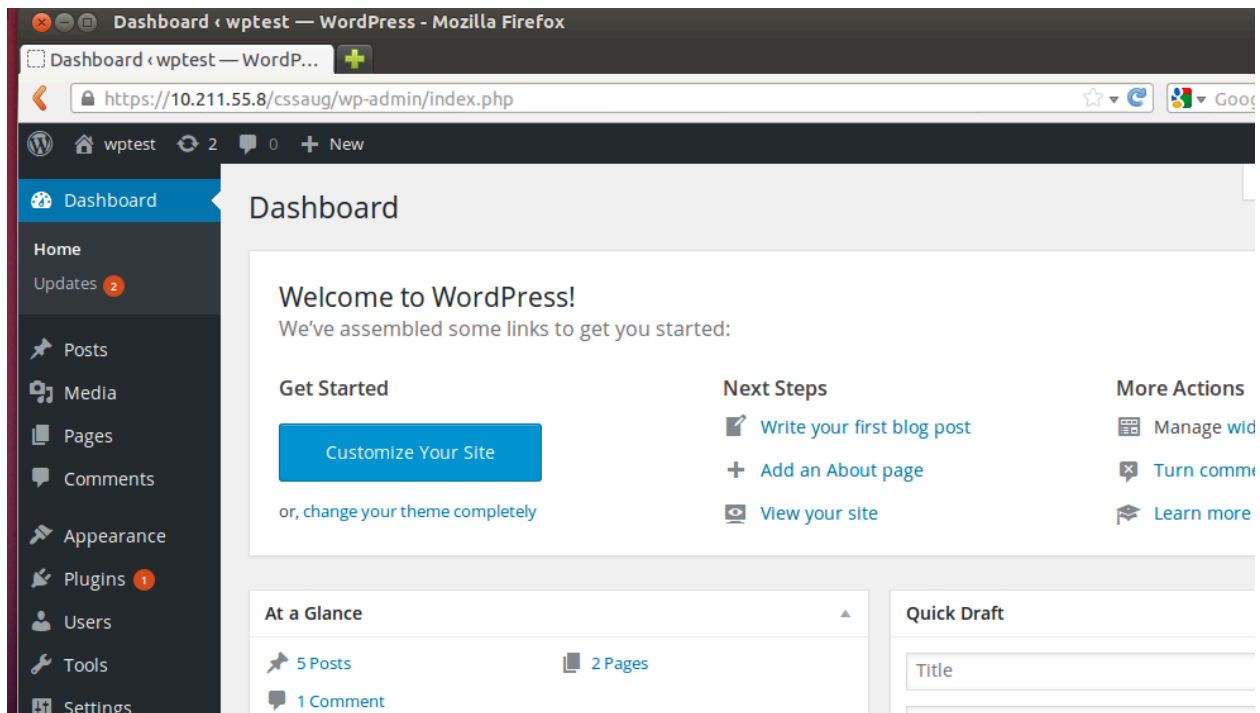 Dashboard ‹ wptest — WordPress - Mozilla Firefox
Dashboard ‹ wptest — WordP...
https://10.211.55.8/cssaug/wp-admin/index.php
Goog
wptest 2 0 + New
Dashboard
Home
Updates 2
Posts
Media
Pages
Comments
Appearance
Plugins 1
Users
Tools
Settings
Dashboard
Welcome to WordPress!
We've assembled some links to get you started:
Get Started
Customize Your Site
or, change your theme completely
Next Steps
Write your first blog post
Add an About page
View your site
More Actions
Manage wid
Turn comme
Learn more
At a Glance
5 Posts
2 Pages
1 Comment
Quick Draft
Title